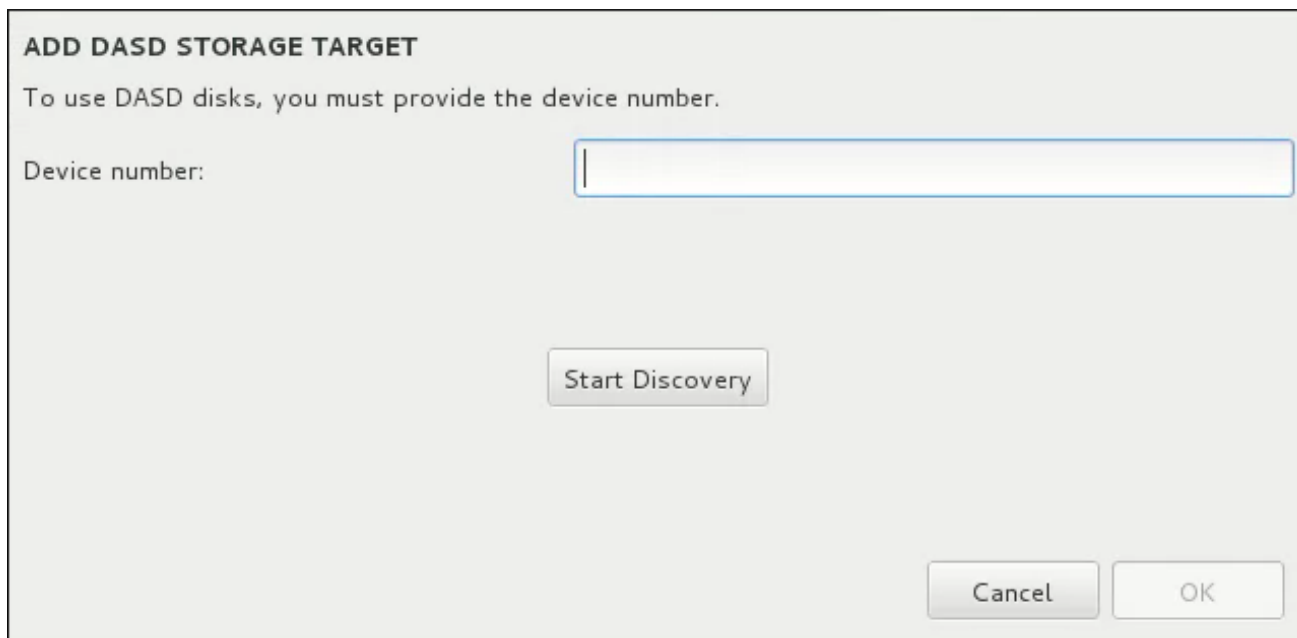 ADD DASD STORAGE TARGET
To use DASD disks, you must provide the device number.
Device number:
Start Discovery
Cancel
OK